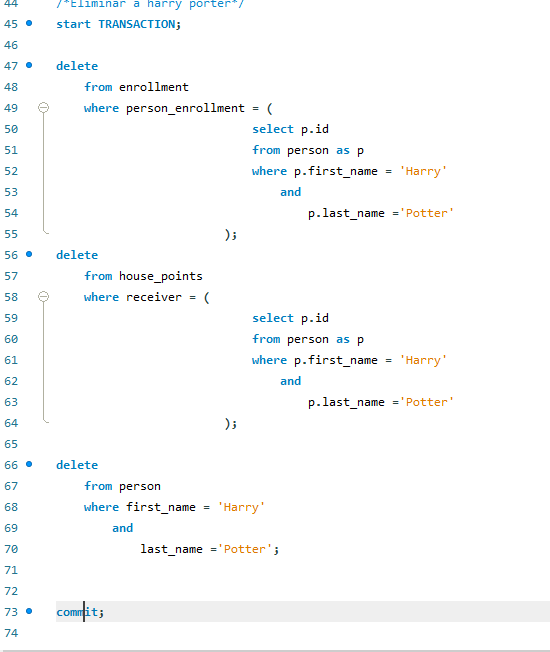 44 /*Eliminar a harry porter*/
45 start TRANSACTION;
46
47 delete
48 from enrollment
49 where person_enrollment = (
50 select p.id
51 from person as p
52 where p.first_name = 'Harry'
53 and
54 p.last_name ='Potter'
55 );
56 delete
57 from house_points
58 where receiver = (
59 select p.id
60 from person as p
61 where p.first_name = 'Harry'
62 and
63 p.last_name ='Potter'
64 );
65
66 delete
67 from person
68 where first_name = 'Harry'
69 and
70 last_name ='Potter';
71
72
73 commit;
74